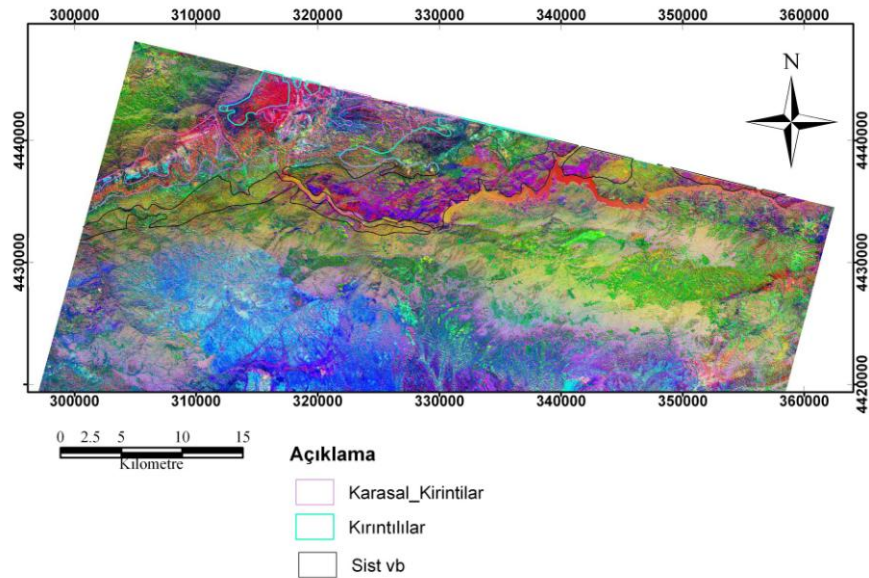 300000 310000 320000 330000 340000 350000 360000
N
4440000 4440000
4430000 4430000
4420000
300000 310000 320000 330000 340000 350000 360000
0 2.5 5 10 15
Kilometre
Açıklama
Karasal_Kirintilar
Kırıntılılar
Sist vb